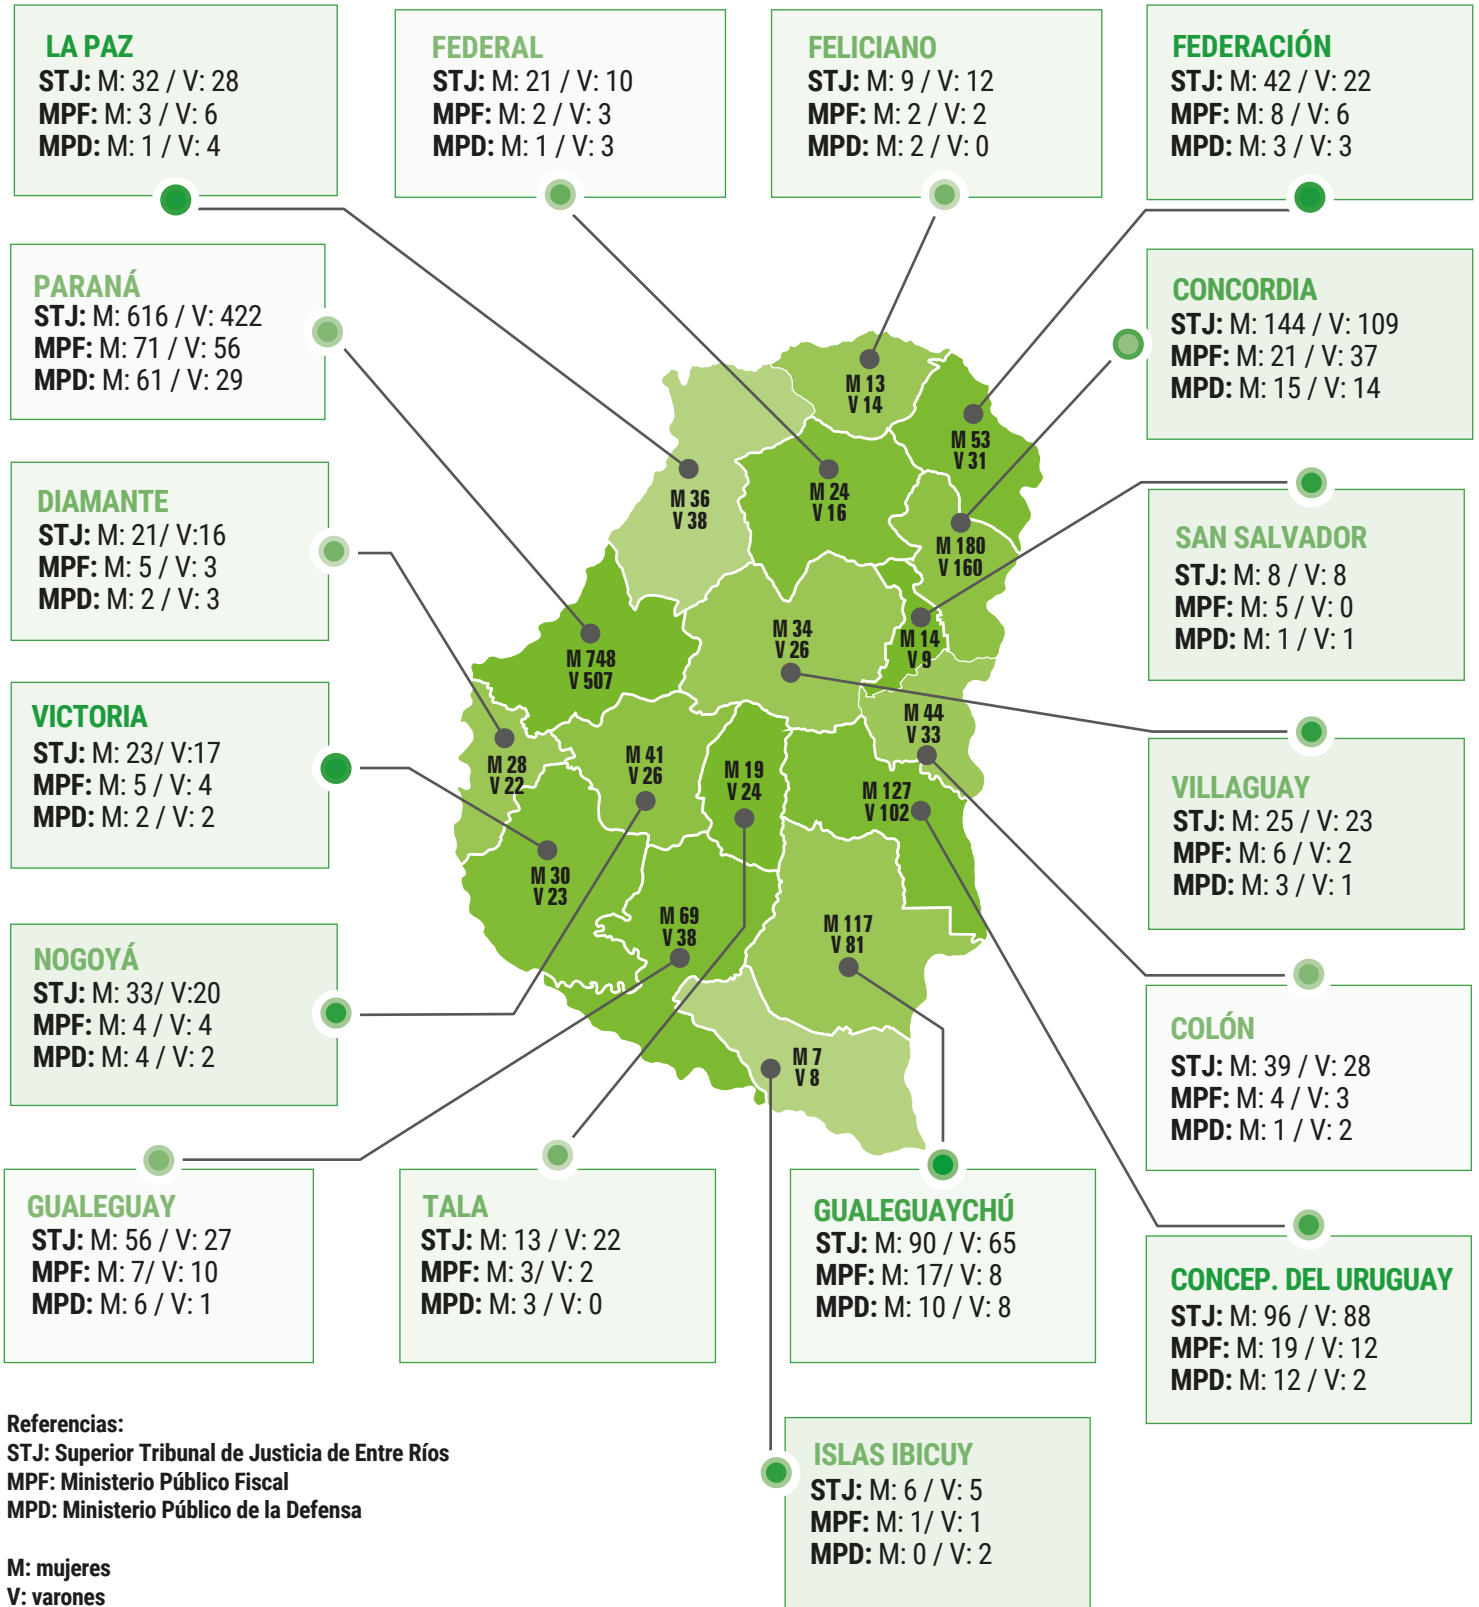 LA PAZ
STJ: M: 32 / V: 28
MPF: M: 3 / V: 6
MPD: M: 1 / V: 4
FEDERAL
STJ: M: 21 / V: 10
MPF: M: 2 / V: 3
MPD: M: 1 / V: 3
FELICIANO
STJ: M: 9 / V: 12
MPF: M: 2 / V: 2
MPD: M: 2 / V: 0
FEDERACIÓN
STJ: M: 42 / V: 22
MPF: M: 8 / V: 6
MPD: M: 3 / V: 3
PARANÁ
STJ: M: 616 / V: 422
MPF: M: 71 / V: 56
MPD: M: 61 / V: 29
CONCORDIA
STJ: M: 144 / V: 109
MPF: M: 21 / V: 37
MPD: M: 15 / V: 14
DIAMANTE
STJ: M: 21/ V:16
MPF: M: 5 / V: 3
MPD: M: 2 / V: 3
SAN SALVADOR
STJ: M: 8 / V: 8
MPF: M: 5 / V: 0
MPD: M: 1 / V: 1
VICTORIA
STJ: M: 23/ V:17
MPF: M: 5 / V: 4
MPD: M: 2 / V: 2
VILLAGUAY
STJ: M: 25 / V: 23
MPF: M: 6 / V: 2
MPD: M: 3 / V: 1
NOGOYÁ
STJ: M: 33/ V:20
MPF: M: 4 / V: 4
MPD: M: 4 / V: 2
COLÓN
STJ: M: 39 / V: 28
MPF: M: 4 / V: 3
MPD: M: 1 / V: 2
M 13
V 14
M 53
V 31
M 36
V 38
M 24
V 16
M 180
V 160
M 34
V 26
M 14
V 9
M 748
V 507
M 44
V 33
M 28
V 22
M 41
V 26
M 19
V 24
M 127
V 102
M 30
V 23
M 69
V 38
M 117
V 81
M 7
V 8
GUALEGUAY
STJ: M: 56 / V: 27
MPF: M: 7/ V: 10
MPD: M: 6 / V: 1
TALA
STJ: M: 13 / V: 22
MPF: M: 3/ V: 2
MPD: M: 3 / V: 0
GUALEGUAYCHÚ
STJ: M: 90 / V: 65
MPF: M: 17/ V: 8
MPD: M: 10 / V: 8
CONCEP. DEL URUGUAY
STJ: M: 96 / V: 88
MPF: M: 19 / V: 12
MPD: M: 12 / V: 2
ISLAS IBICUY
STJ: M: 6 / V: 5
MPF: M: 1/ V: 1
MPD: M: 0 / V: 2
Referencias:
STJ: Superior Tribunal de Justicia de Entre Ríos
MPF: Ministerio Público Fiscal
MPD: Ministerio Público de la Defensa
M: mujeres
V: varones